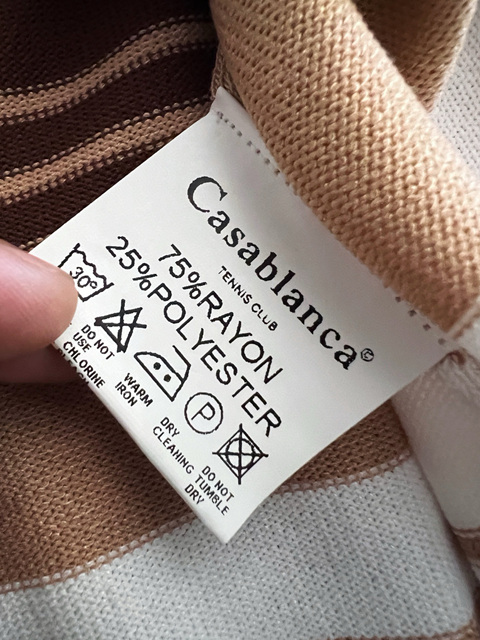 Casablanca©
TENNIS CLUB
75%RAYON
25%POLYESTER
30°
P
DO NOT
USE
CHLORINE
WARM
IRON
DRY
CLEANING
DO NOT
TUMBLE
DRY